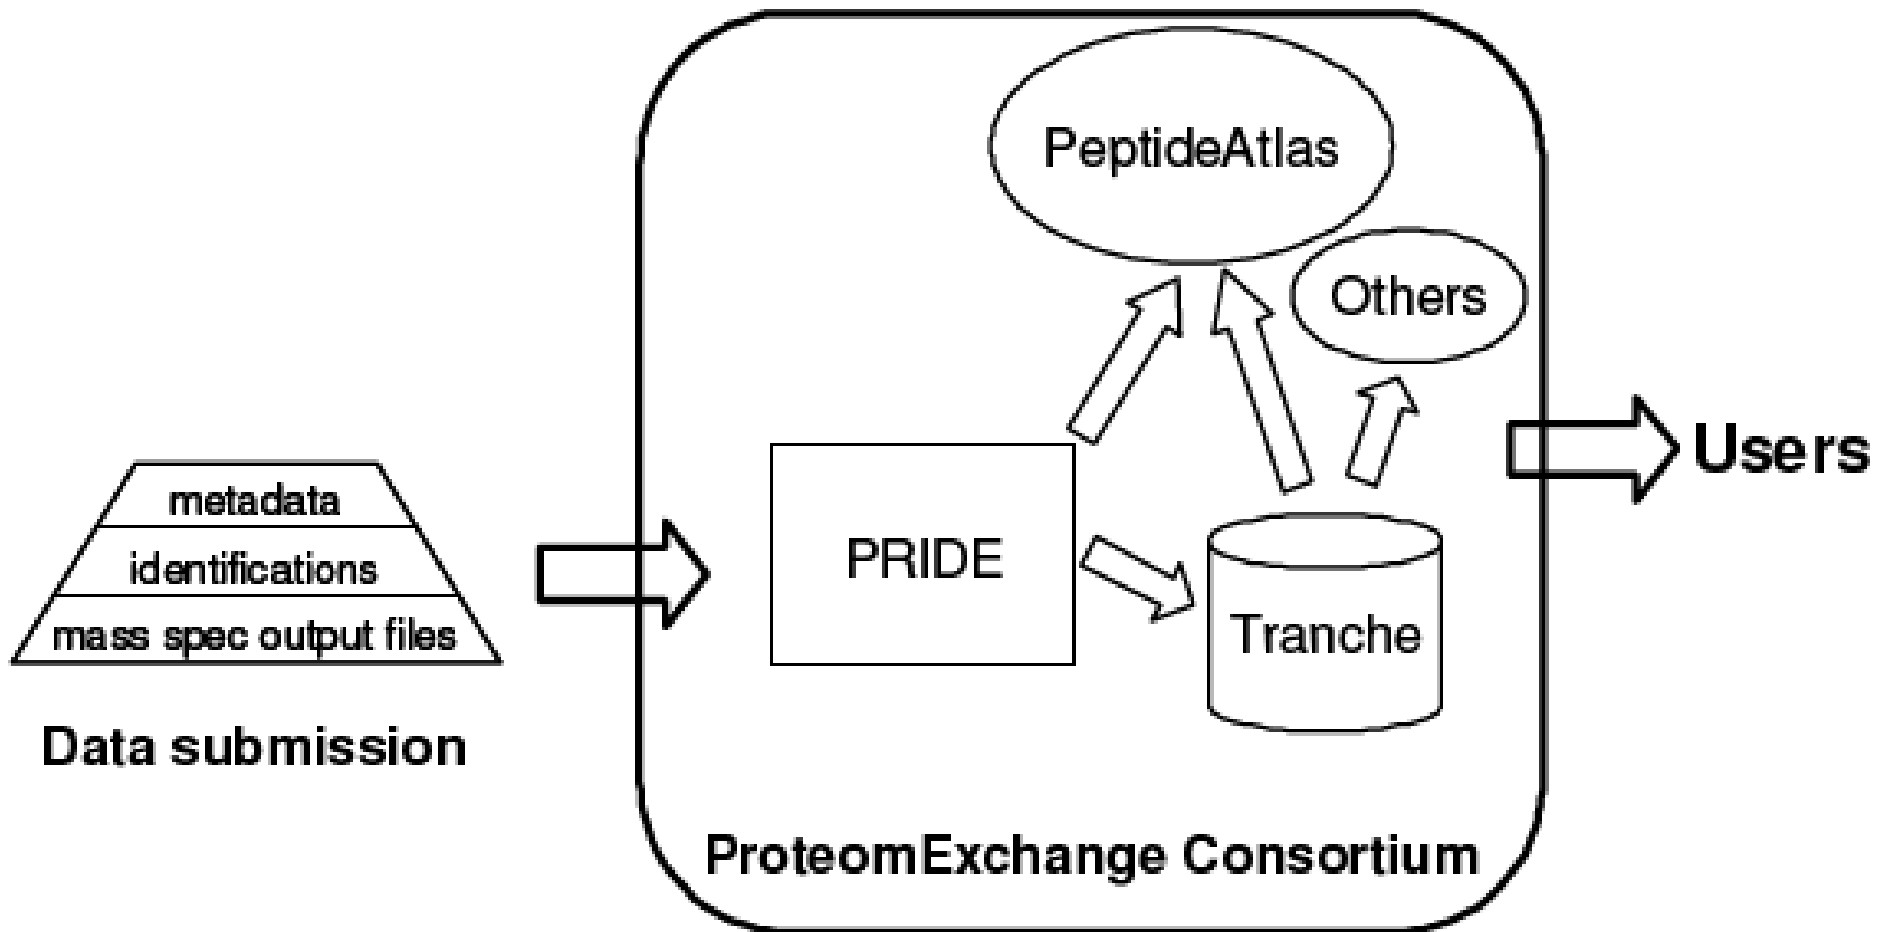 PeptideAtlas
Others
Users
metadata
identifications
mass spec output files
PRIDE
Tranche
Data submission
ProteomExchange Consortium